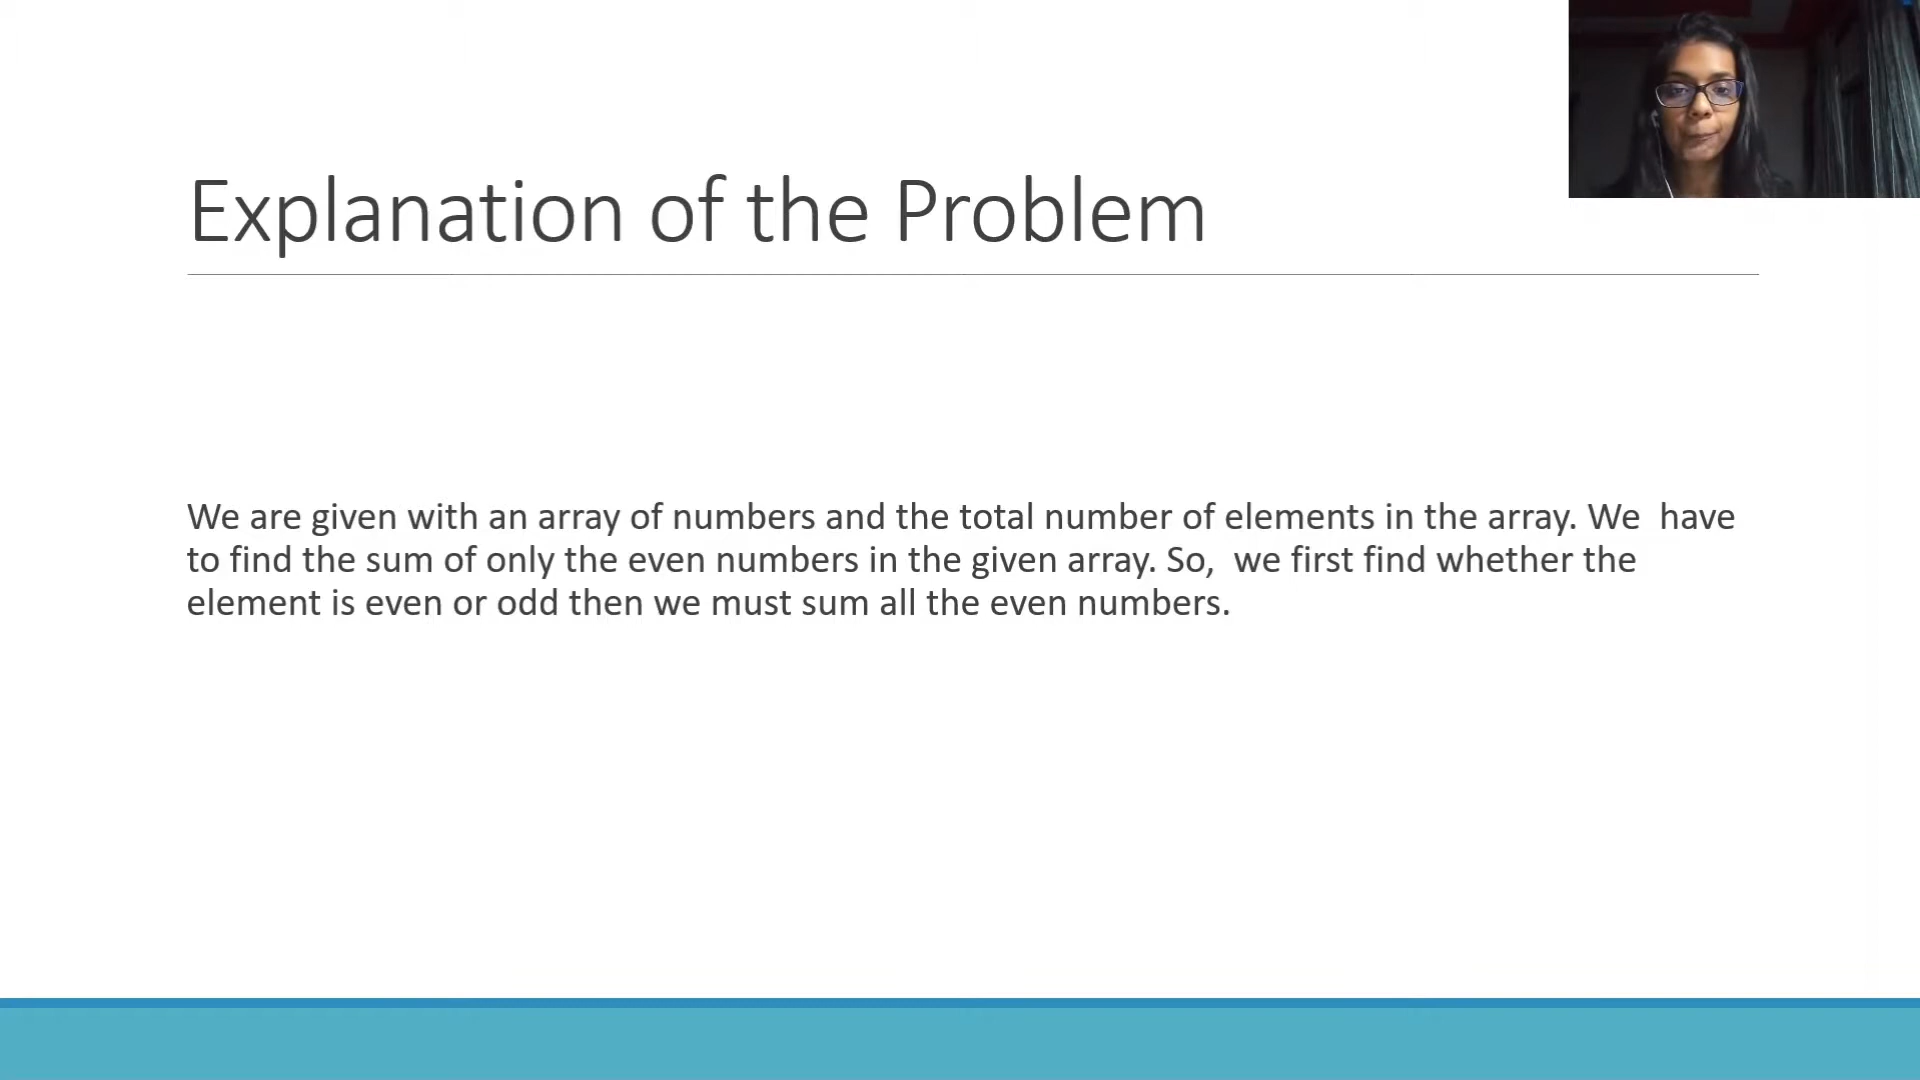 Explanation of the Problem
We are given with an array of numbers and the total number of elements in the array. We  have
to find the sum of only the even numbers in the given array. So,  we first find whether the
element is even or odd then we must sum all the even numbers.